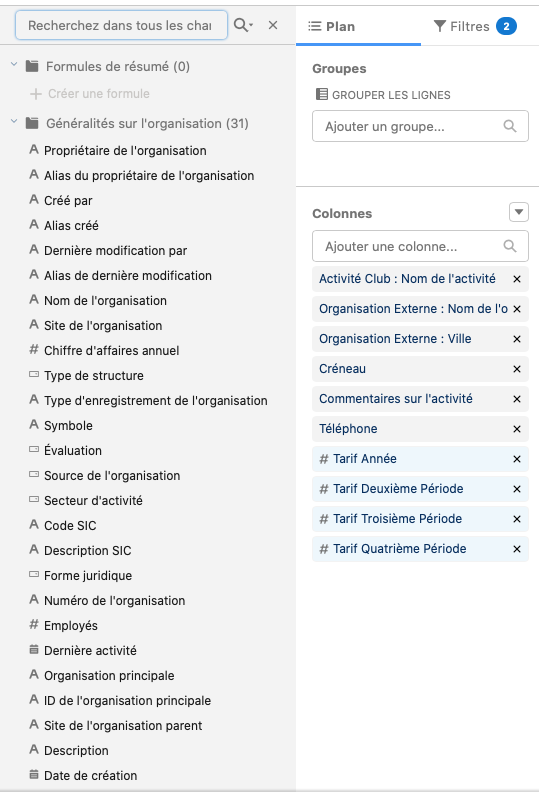 Recherchez dans tous les cha
Formules de résumé (0)
Créer une formule
Généralités sur l'organisation (31)
Propriétaire de l'organisation
Alias du propriétaire de l'organisation
Créé par
Alias créé
Dernière modification par
Alias de dernière modification
Nom de l'organisation
Site de l'organisation
# Chiffre d'affaires annuel
Type de structure
Type d'enregistrement de l'organisation
Symbole
Évaluation
Source de l'organisation
Secteur d'activité
Code SIC
Description SIC
Forme juridique
Numéro de l'organisation
# Employés
Dernière activité
Organisation principale
ID de l'organisation principale
Site de l'organisation parent
Description
Date de création
Plan
Filtres 2
Groupes
GROUPER LES LIGNES
Ajouter un groupe...
Colonnes
Ajouter une colonne...
Activité Club : Nom de l'activité
Organisation Externe : Nom de l'o
Organisation Externe : Ville
Créneau
Commentaires sur l'activité
Téléphone
# Tarif Année
# Tarif Deuxième Période
# Tarif Troisième Période
# Tarif Quatrième Période